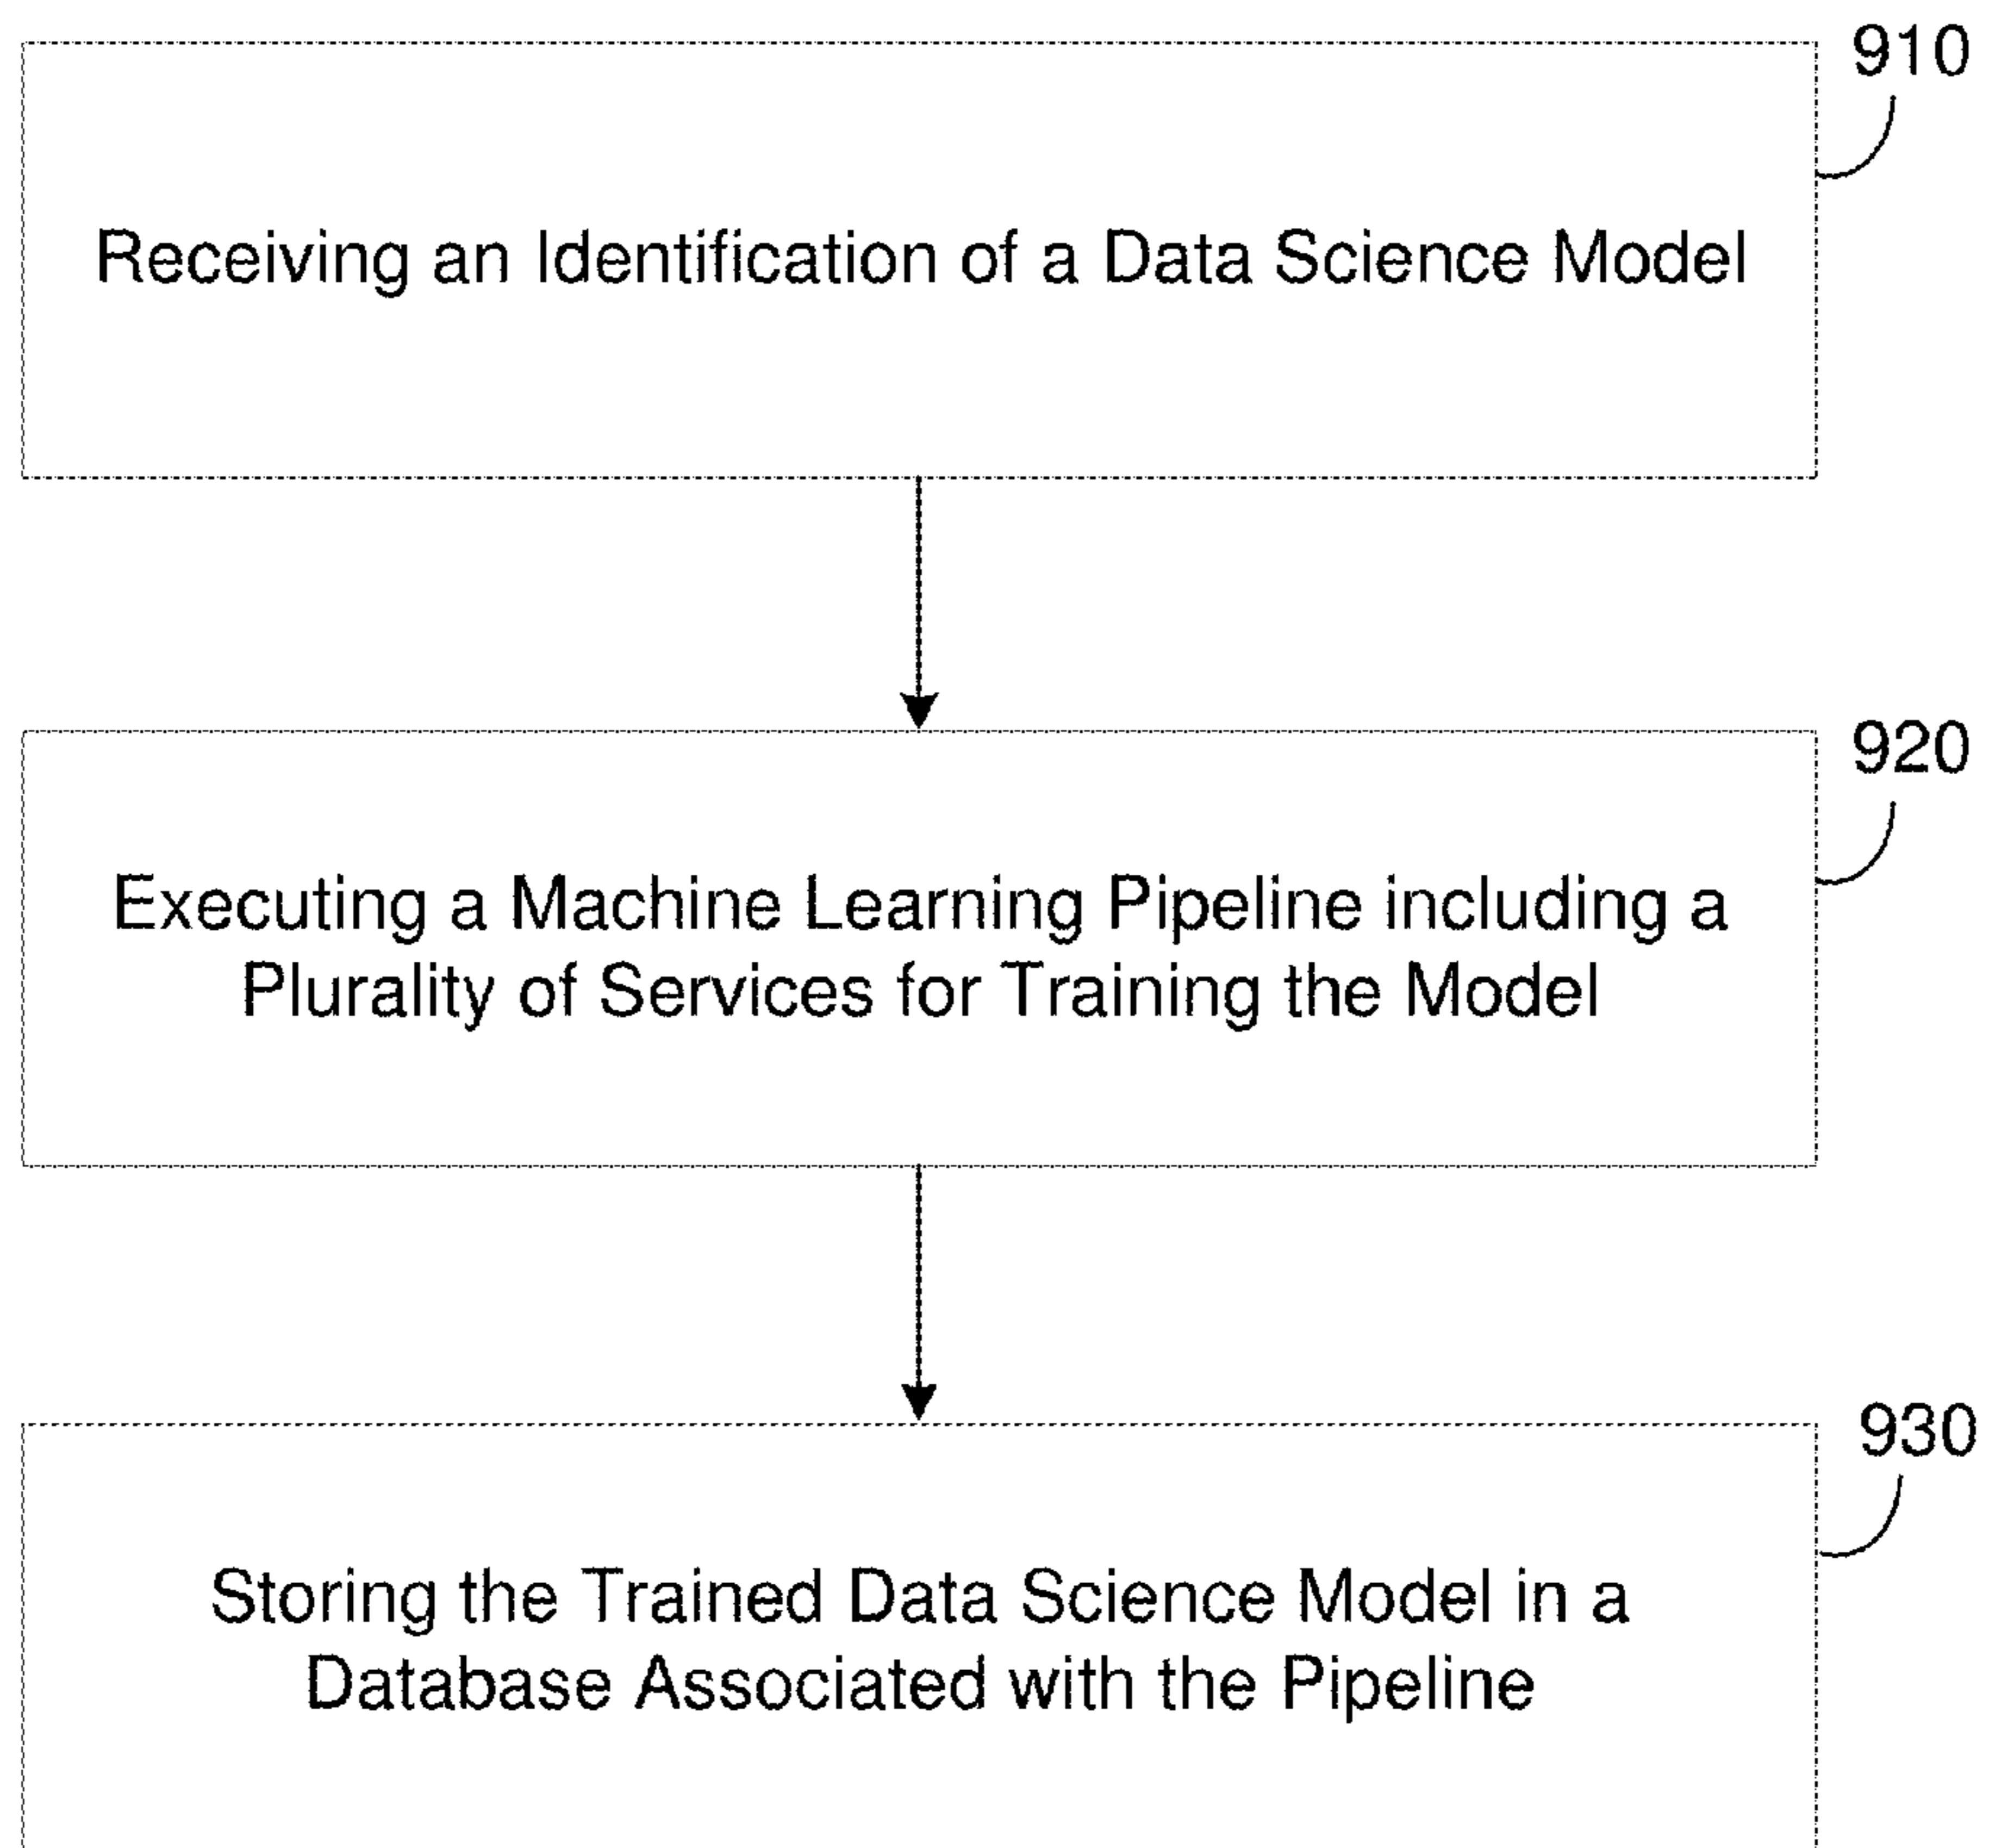 910
Receiving an Identification of a Data Science Model
920
Executing a Machine Learning Pipeline including a
Plurality of Services for Training the Model
930
Storing the Trained Data Science Model in a
Database Associated with the Pipeline